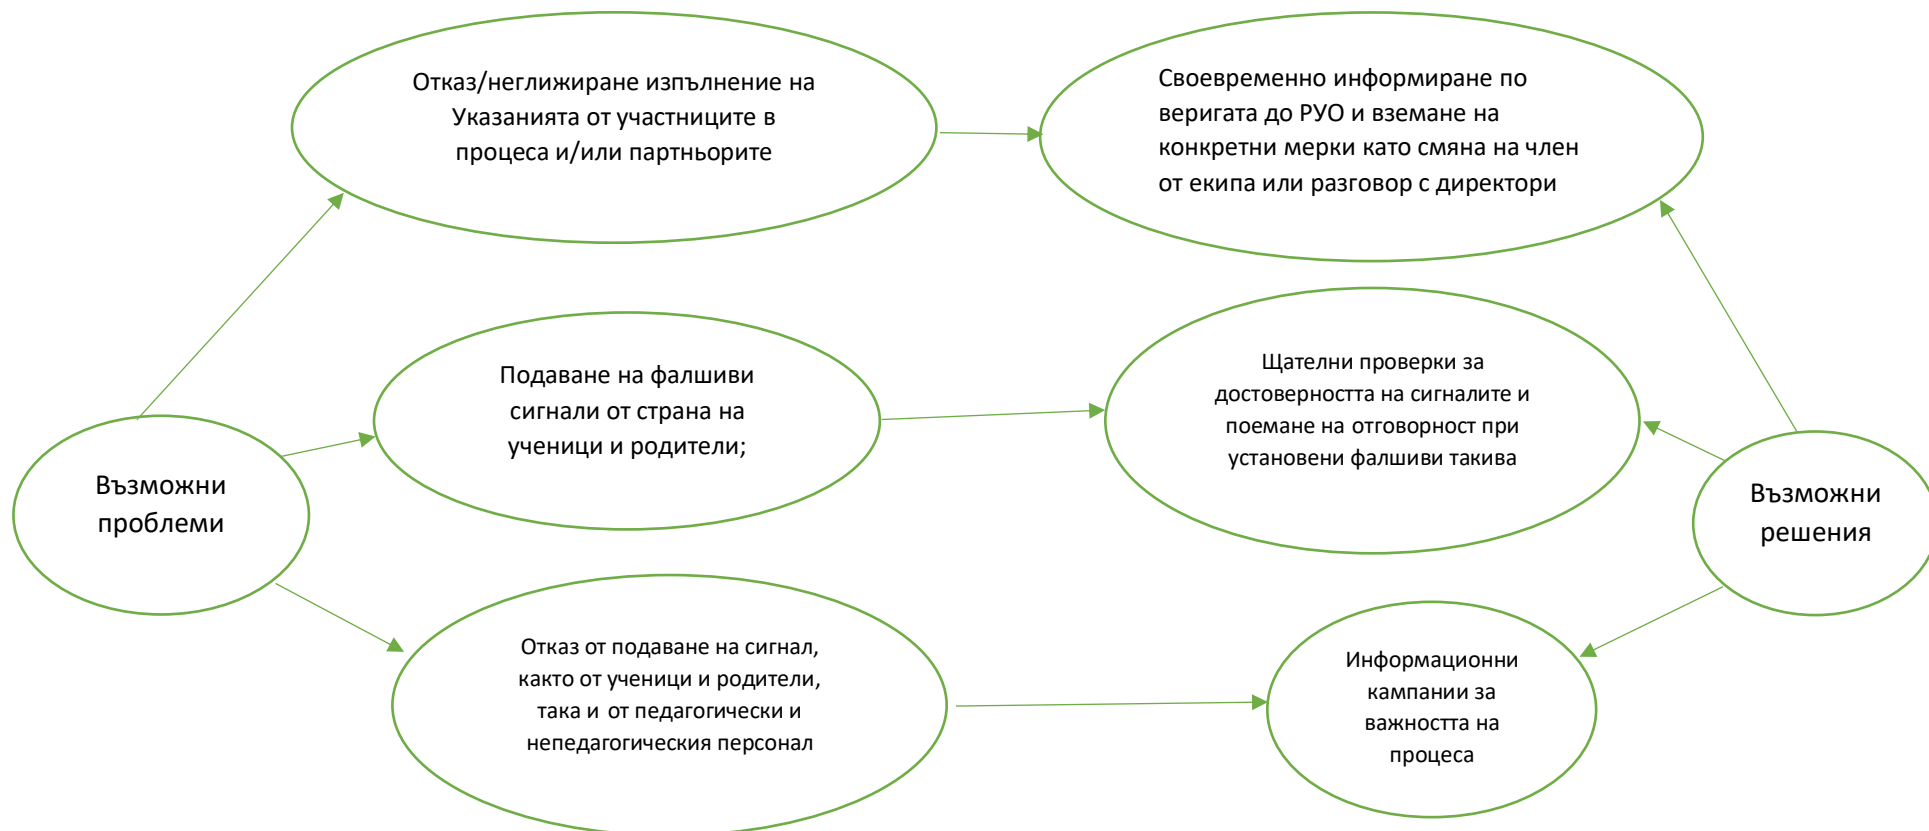 Отказ/неглижиране изпълнение на
Указанията от участниците в
процеса и/или партньорите
Своевременно информиране по
веригата до РУО и вземане на
конкретни мерки като смяна на член
от екипа или разговор с директори
Подаване на фалшиви
сигнали от страна на
ученици и родители;
Щателни проверки за
достоверността на сигналите и
поемане на отговорност при
установени фалшиви такива
Възможни
проблеми
Възможни
решения
Отказ от подаване на сигнал,
както от ученици и родители,
така и от педагогически и
непедагогическия персонал
Информационни
кампании за
важността на
процеса